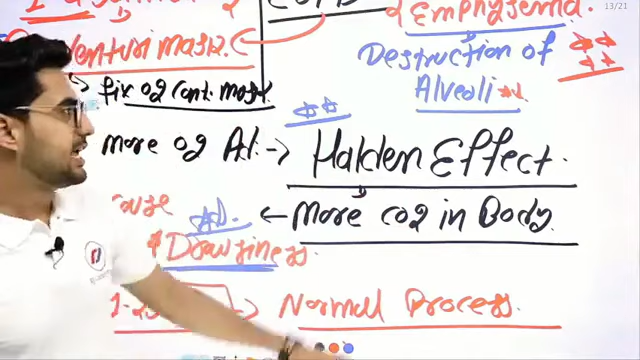 13/21
Emphysema.
Venturi mask
Destruction of
Alveoli
fix o2 cont. mask
More o2 At. → Halden Effect.
← More co2 in Body.
Drowsiness.
→ Normal Process.